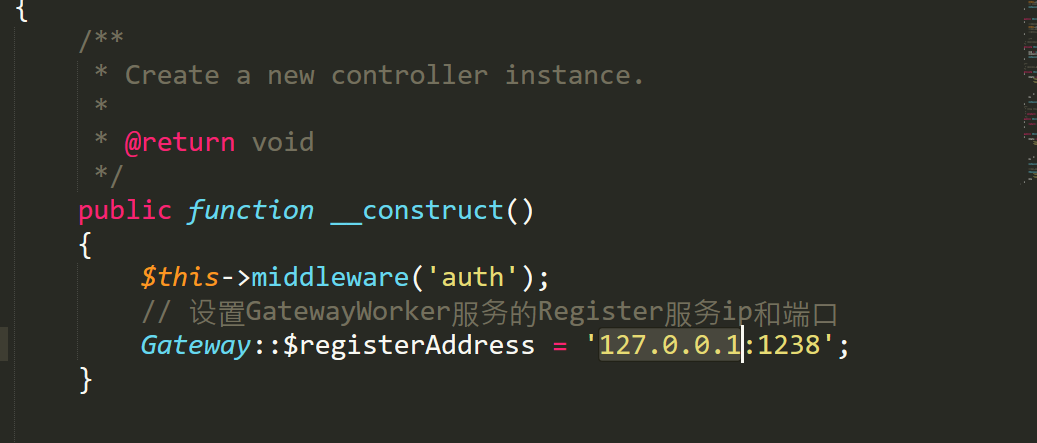 {
/**
* Create a new controller instance.
*
* @return void
*/
public function __construct()
{
$this->middleware('auth');
// 设置GatewayWorker服务的Register服务ip和端口
Gateway::$registerAddress = '127.0.0.1:1238';
}